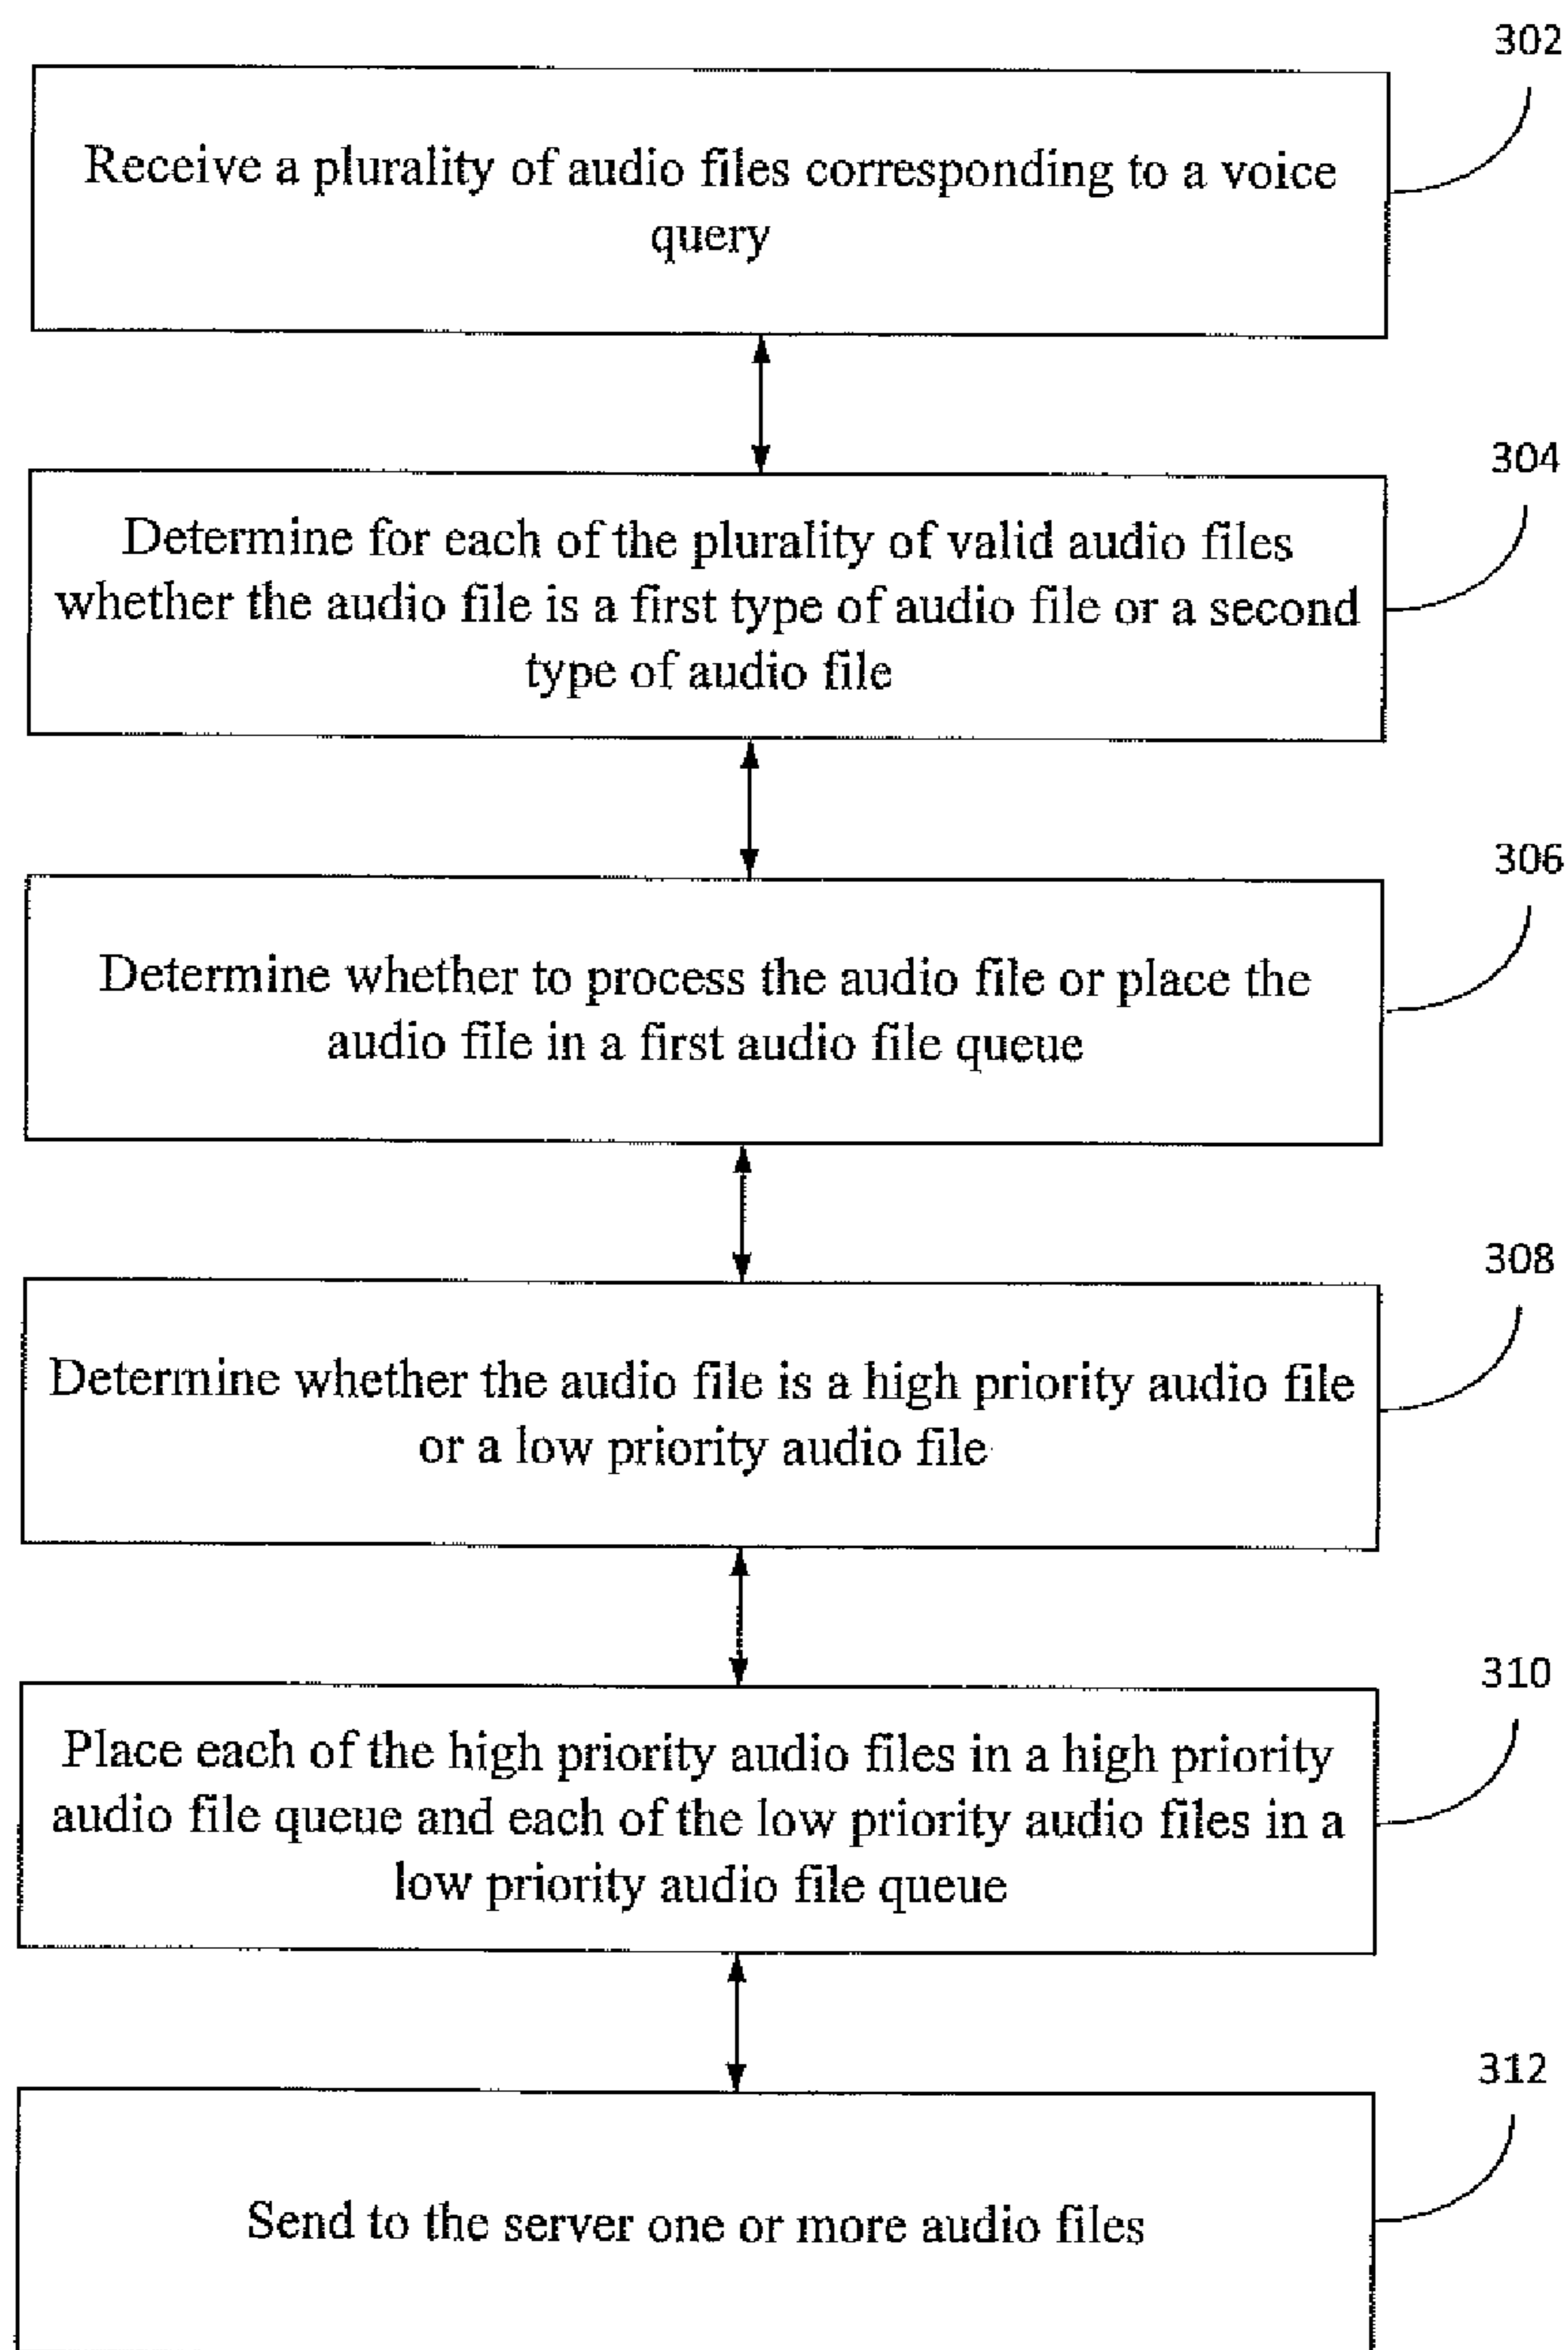 302
Receive a plurality of audio files corresponding to a voice
query
304
Determine for each of the plurality of valid audio files
whether the audio file is a first type of audio file or a second
type of audio file
306
Determine whether to process the audio file or place the
audio file in a first audio file queue
308
Determine whether the audio file is a high priority audio file
or a low priority audio file
310
Place each of the high priority audio files in a high priority
audio file queue and each of the low priority audio files in a
low priority audio file queue
312
Send to the server one or more audio files